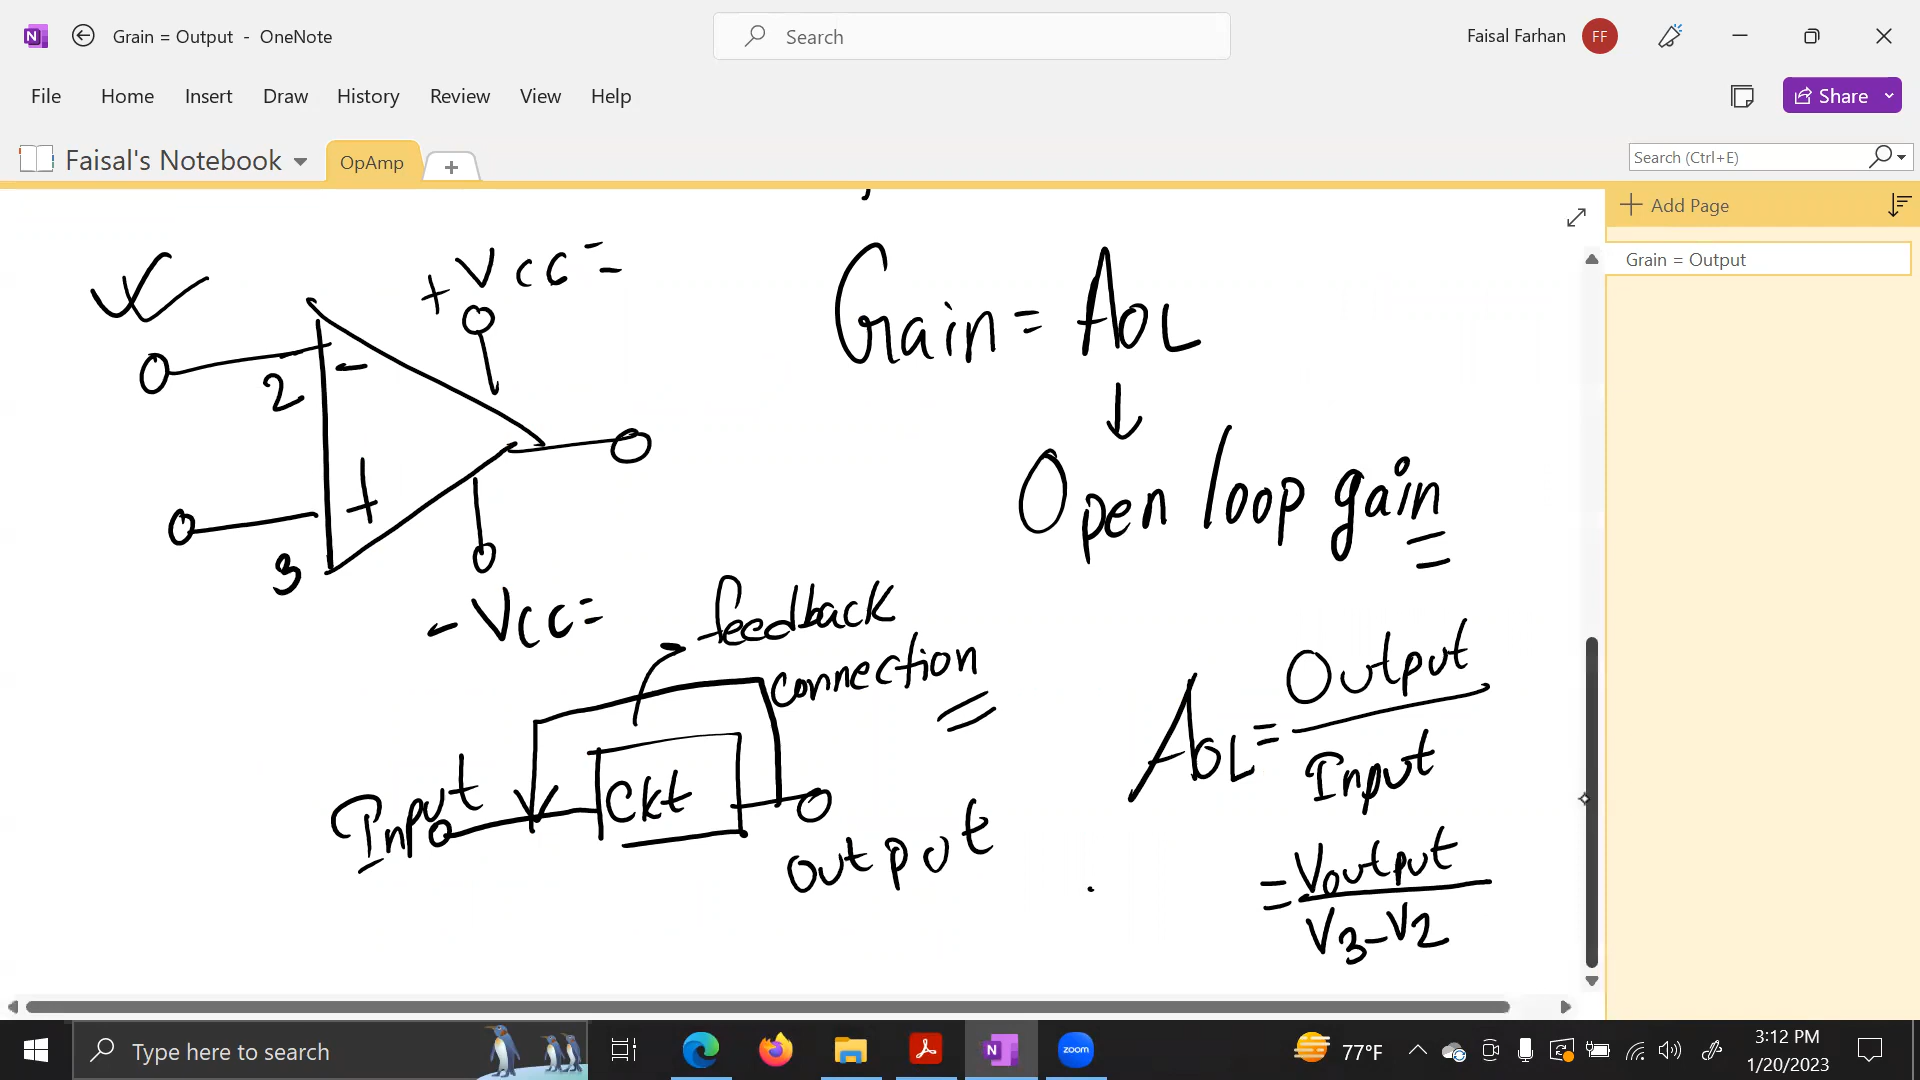 Grain = Output - OneNote
Search
Faisal Farhan
FF
File Home Insert Draw History Review View Help
Share
Faisal's Notebook
OpAmp
Search (Ctrl+E)
Add Page
Grain = Output
+Vcc=
2
-
+
3
-Vcc=
Gain = AOL
Open loop gain
feedback
connection
Input
Ckt
output
AOL = Output
Input
= Voutput
V3-V2
Type here to search
zoom
77°F
3:12 PM
1/20/2023